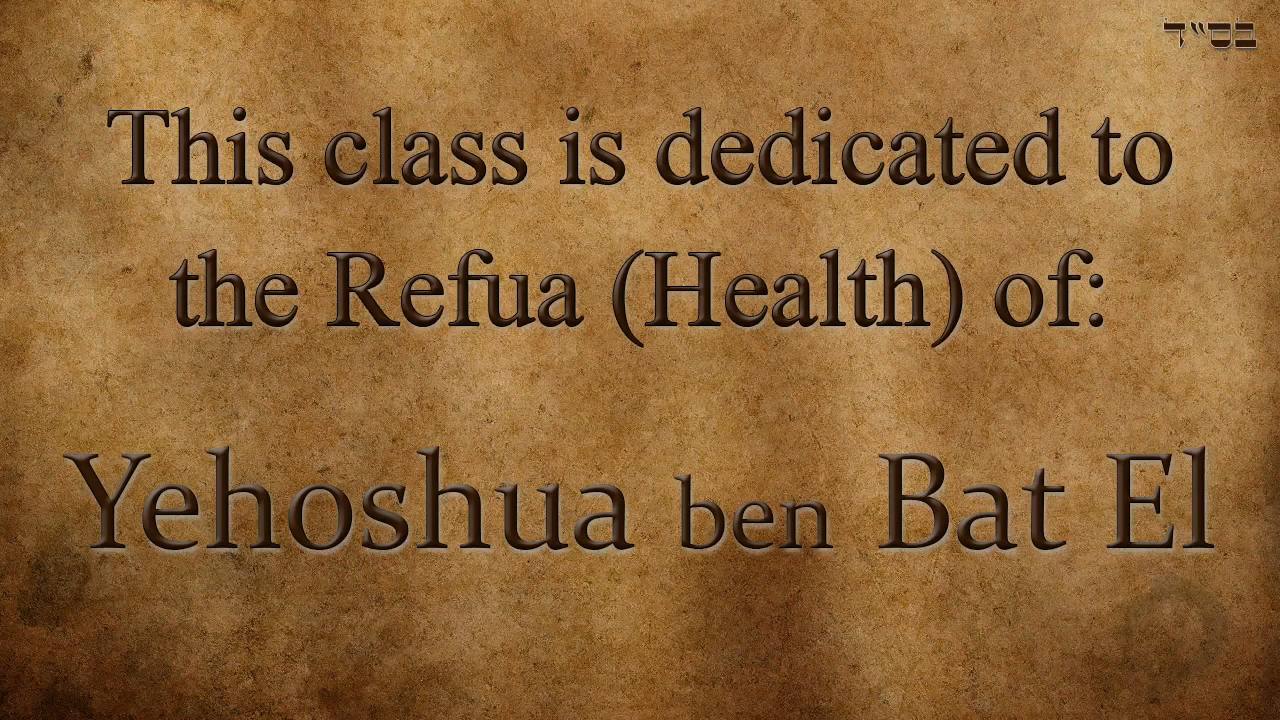 בס"ד
This class is dedicated to
the Refua (Health) of:
Yehoshua ben Bat El